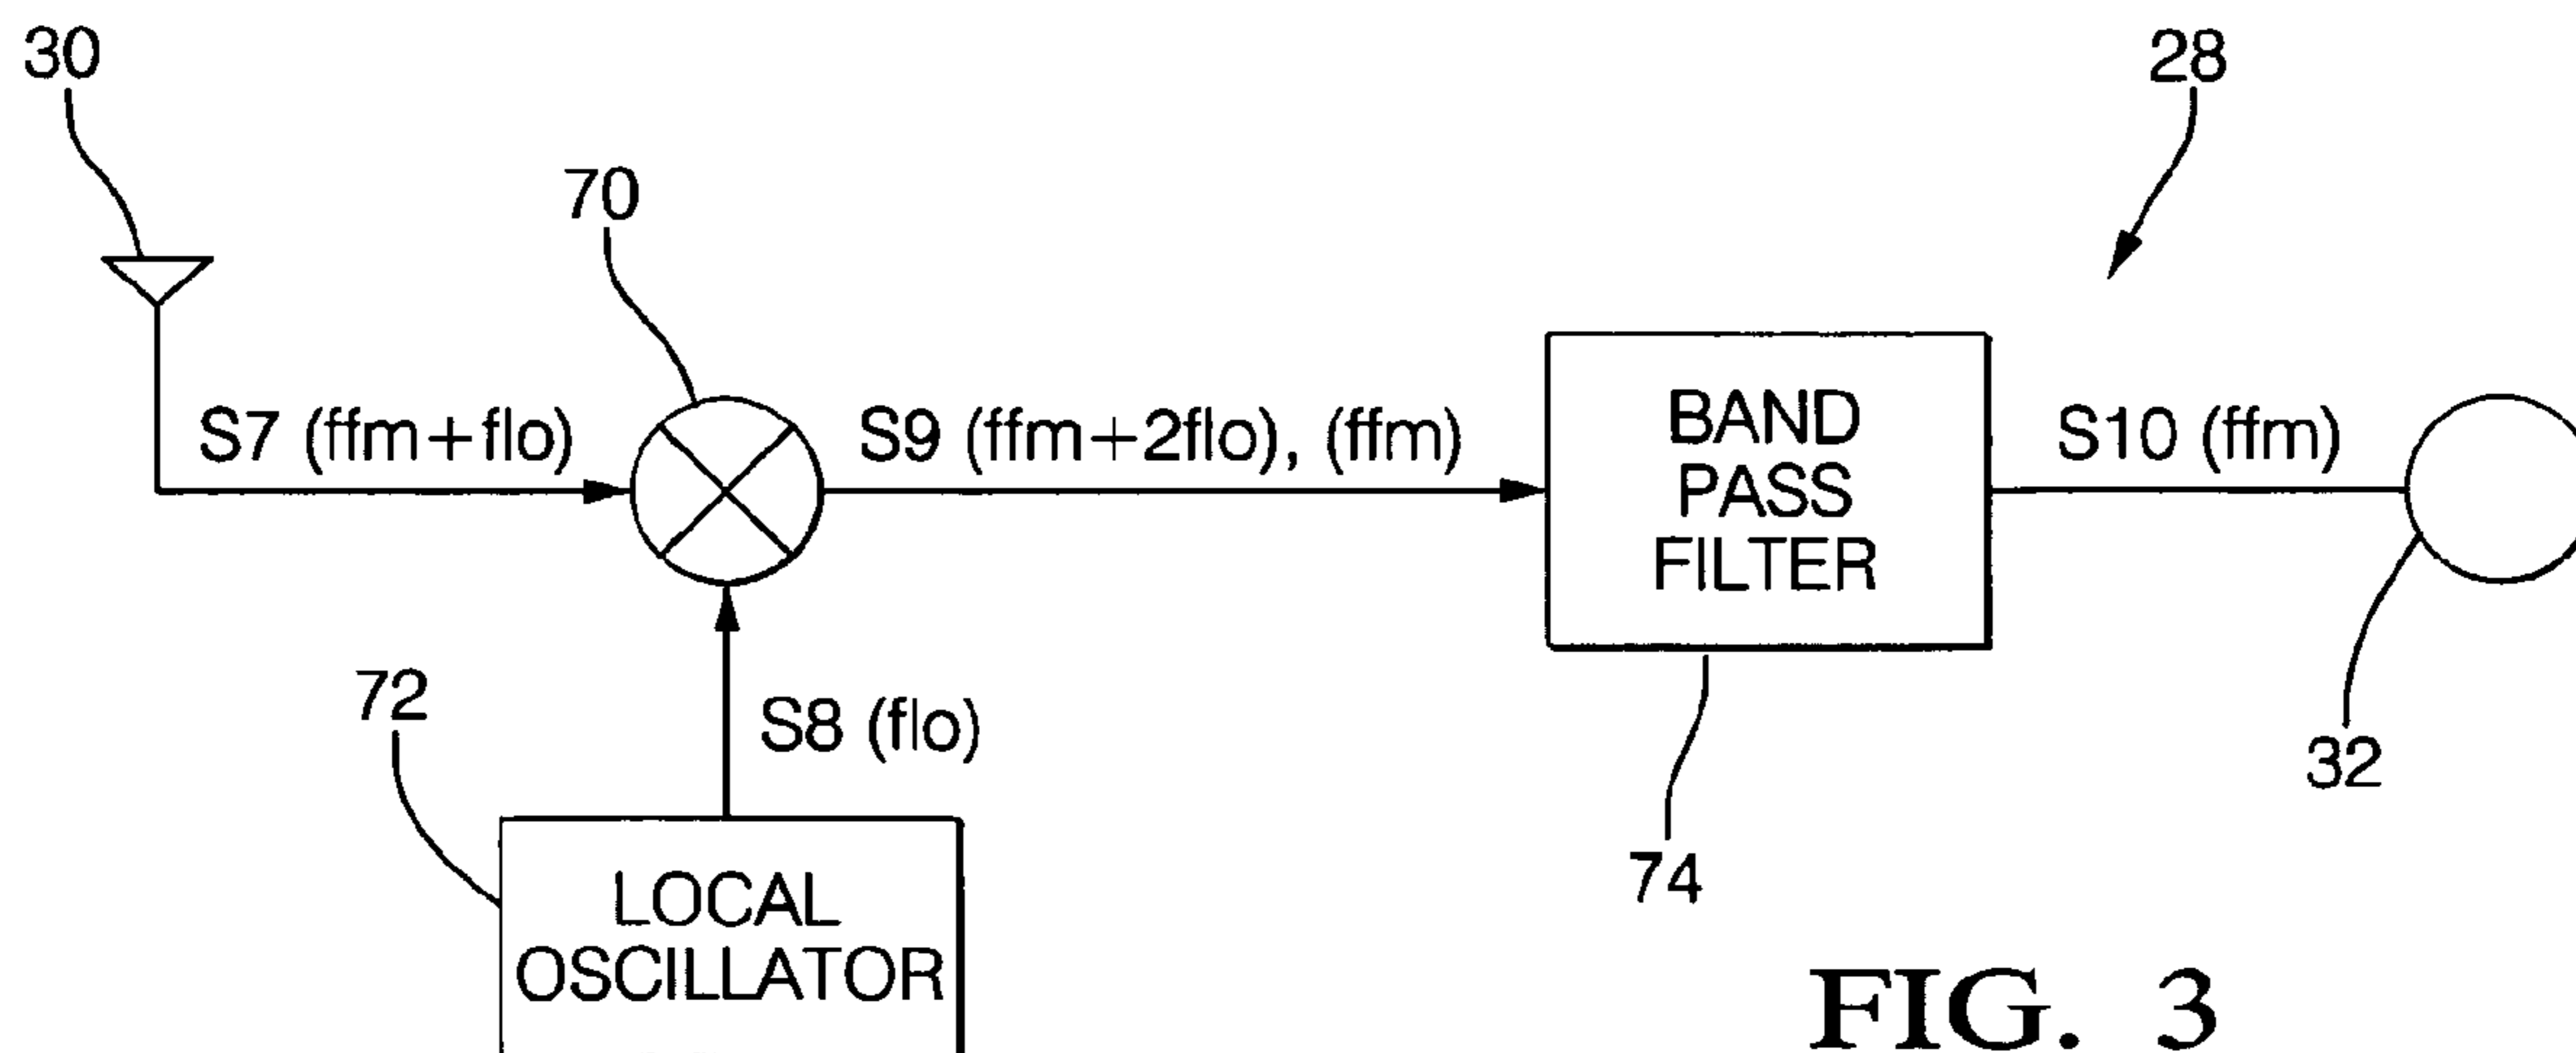 30
28
70
S7 (ffm+flo)
S9 (ffm+2flo), (ffm)
BAND
PASS
FILTER
S10 (ffm)
72
S8 (flo)
32
74
LOCAL
OSCILLATOR
FIG. 3